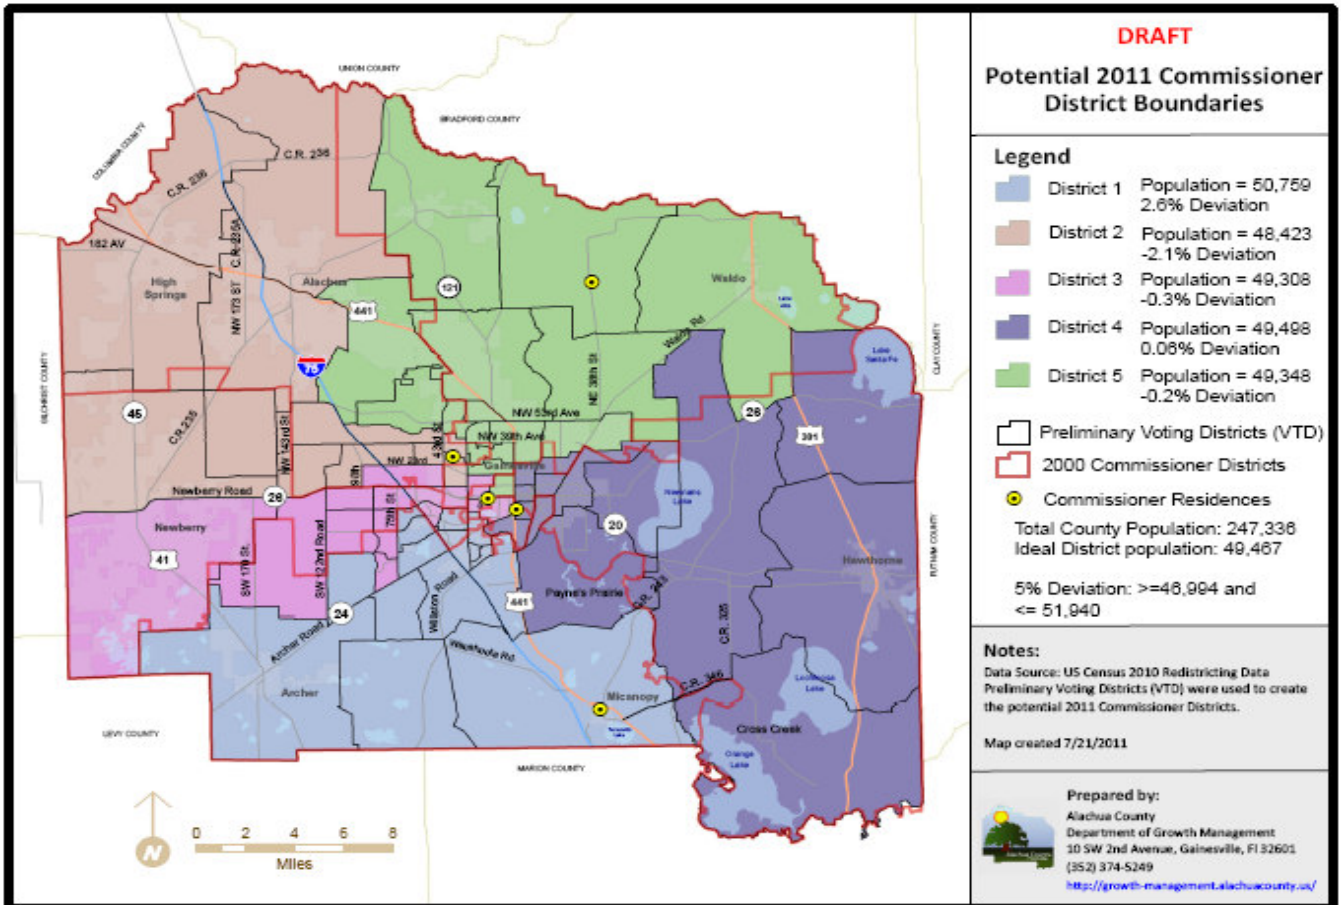 DRAFT
Potential 2011 Commissioner
District Boundaries
Legend
District 1 Population = 50,759
2.6% Deviation
District 2 Population = 48,423
-2.1% Deviation
District 3 Population = 49,308
-0.3% Deviation
District 4 Population = 49,498
0.06% Deviation
District 5 Population = 49,348
-0.2% Deviation
Preliminary Voting Districts (VTD)
2000 Commissioner Districts
Commissioner Residences
Total County Population: 247,336
Ideal District population: 49,467
5% Deviation: >=46,994 and
<= 51,940
Notes:
Data Source: US Census 2010 Redistricting Data
Preliminary Voting Districts (VTD) were used to create
the potential 2011 Commissioner Districts.
Map created 7/21/2011
Prepared by:
Alachua County
Department of Growth Management
10 SW 2nd Avenue, Gainesville, Fl 32601
(352) 374-5249
http://growth-management.alachuacounty.us/
UNION COUNTY
BRADFORD COUNTY
COLUMBIA COUNTY
C.R. 236
C.R. 236
182 AV
C.R. 235A
High
Springs
Alachua
NW 173 ST
441
121
Waldo
Waldo Rd
CLAY COUNTY
Lake
Santa Fe
GILCHRIST COUNTY
75
NE 38th St
45
C.R.235
NW 143rd St
43rd St
NW 53rd Ave
NW 39th Ave
26
301
NW 23rd
Gainesville
Newberry Road
26
75th St
Newberry
Newnans
Lake
20
41
SW 170 St.
SW 122nd Road
Hawthorne
PUTNAM COUNTY
24
Williston Road
441
Payne's Prairie
C.R. 325
Archer Road
Wacahoota Rd
Archer
Micanopy
C.R. 346
Lochloosa
Lake
Cross Creek
Orange
Lake
LEVY COUNTY
MARION COUNTY
N
0 2 4 6 8
Miles